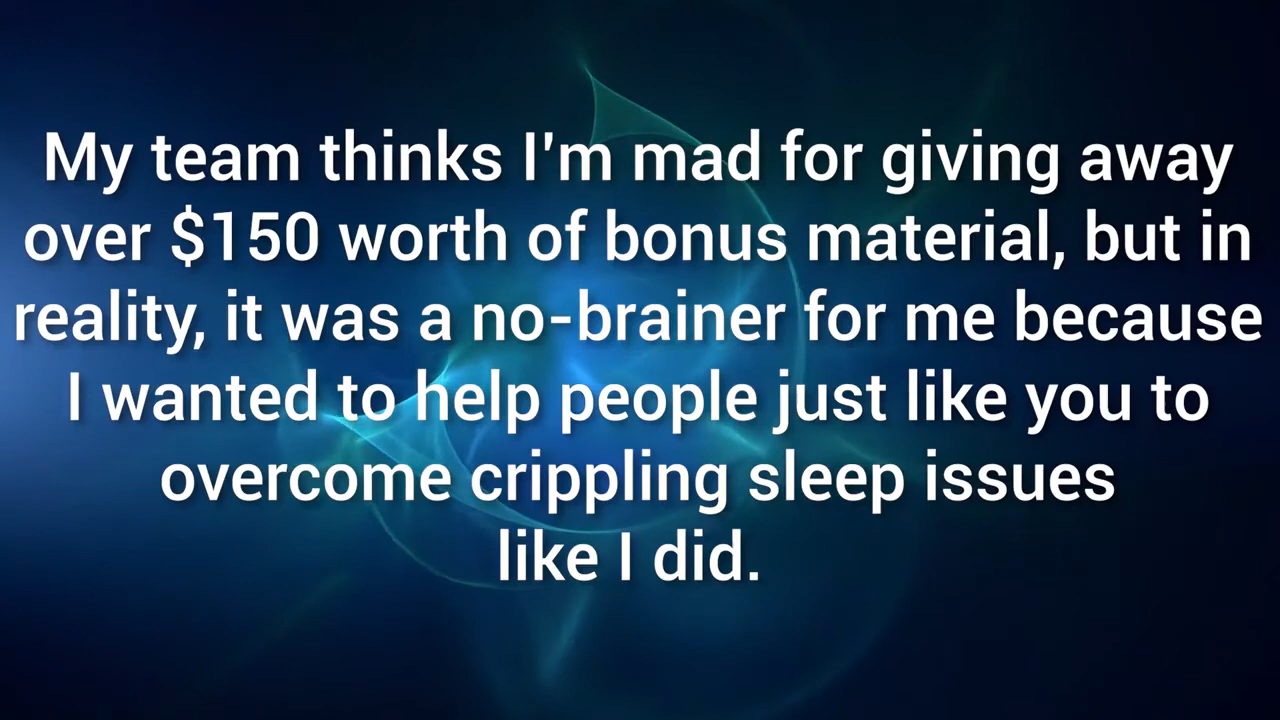 My team thinks I'm mad for giving away
over $150 worth of bonus material, but in
reality, it was a no-brainer for me because
I wanted to help people just like you to
overcome crippling sleep issues
like I did.